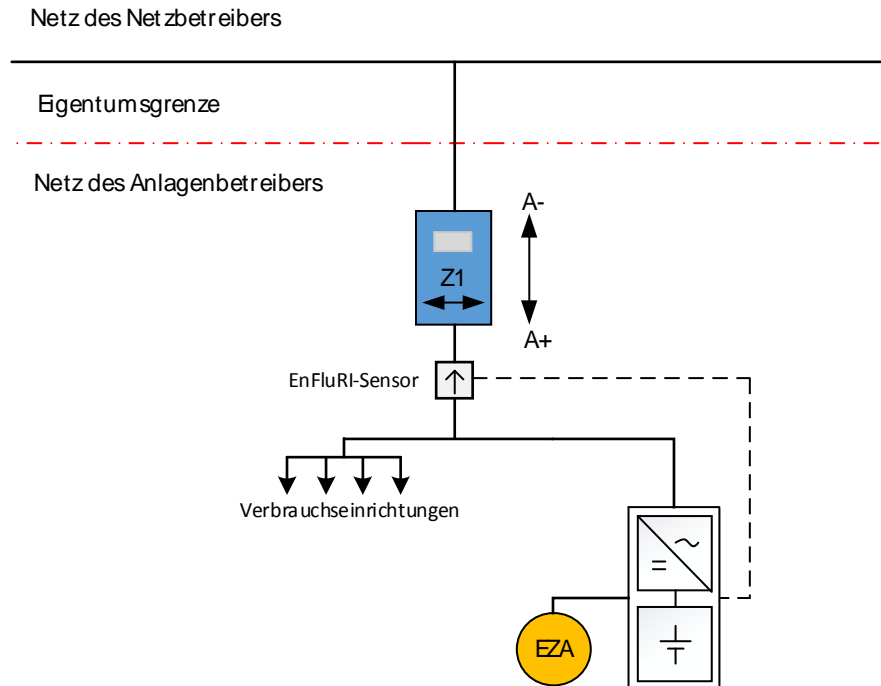 Netz des Netzbetreibers
Eigentumsgrenze
Netz des Anlagenbetreibers
A-
Z1
A+
EnFluRI-Sensor
Verbrauchseinrichtungen
EZA